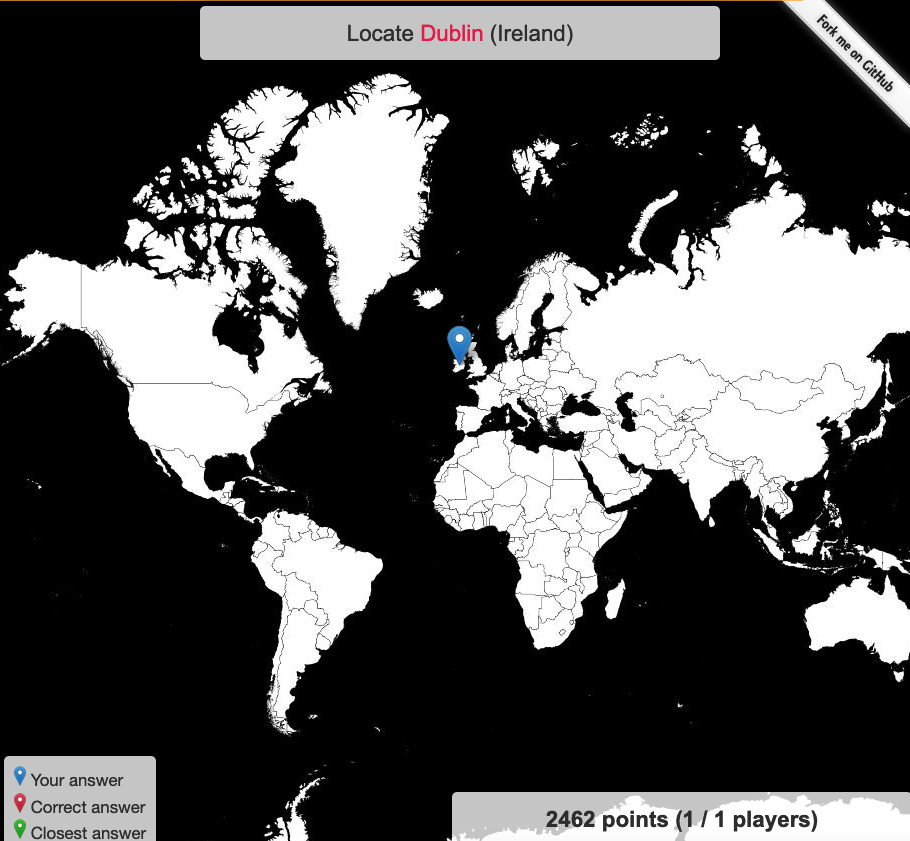 Locate Dublin (Ireland)
Fork me on GitHub
Your answer
Correct answer
Closest answer
2462 points (1 / 1 players)